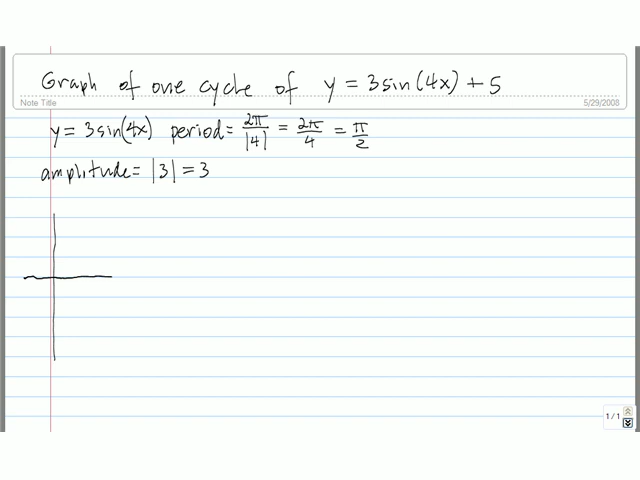 Graph of one cycle of y = 3sin(4x) + 5
Note Title 5/29/2008
y = 3sin(4x) period = 2π/|4| = 2π/4 = π/2
amplitude = |3| = 3
1 / 1